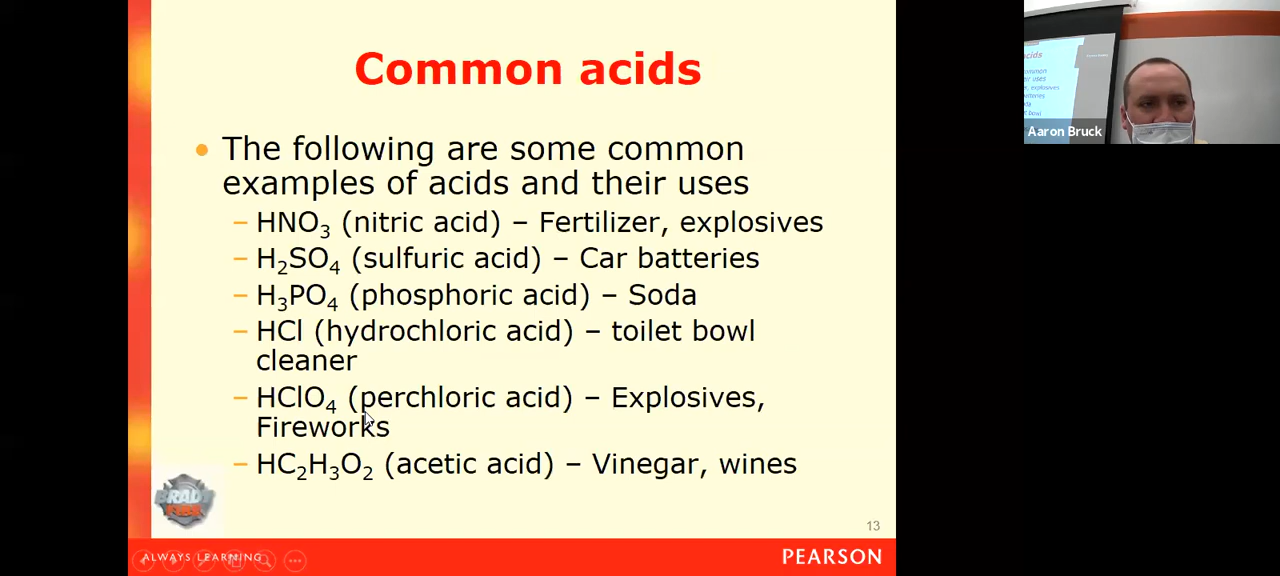 Common acids
The following are some common
examples of acids and their uses
HNO₃ (nitric acid) – Fertilizer, explosives
H₂SO₄ (sulfuric acid) – Car batteries
H₃PO₄ (phosphoric acid) – Soda
HCl (hydrochloric acid) – toilet bowl
cleaner
HClO₄ (perchloric acid) – Explosives,
Fireworks
HC₂H₃O₂ (acetic acid) – Vinegar, wines
BRADY
FIRE
13
ALWAYS LEARNING
PEARSON
Aaron Bruck